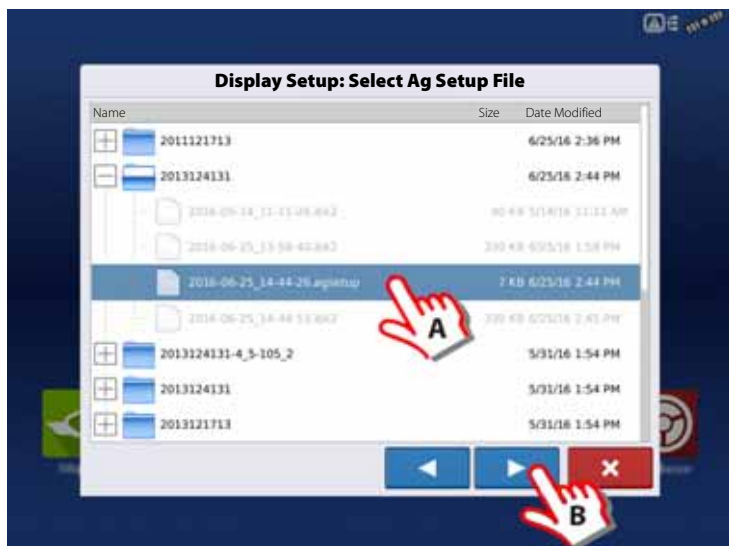 Display Setup: Select Ag Setup File
Name Size Date Modified
2011121713 6/25/16 2:36 PM
2013124131 6/25/16 2:44 PM
2016-06-25_14-44-26.agsetup 7 KB 6/25/16 2:44 PM
A
2013124131-4_5-105_2 5/31/16 1:54 PM
2013124131 5/31/16 1:54 PM
2013121713 5/31/16 1:54 PM
B